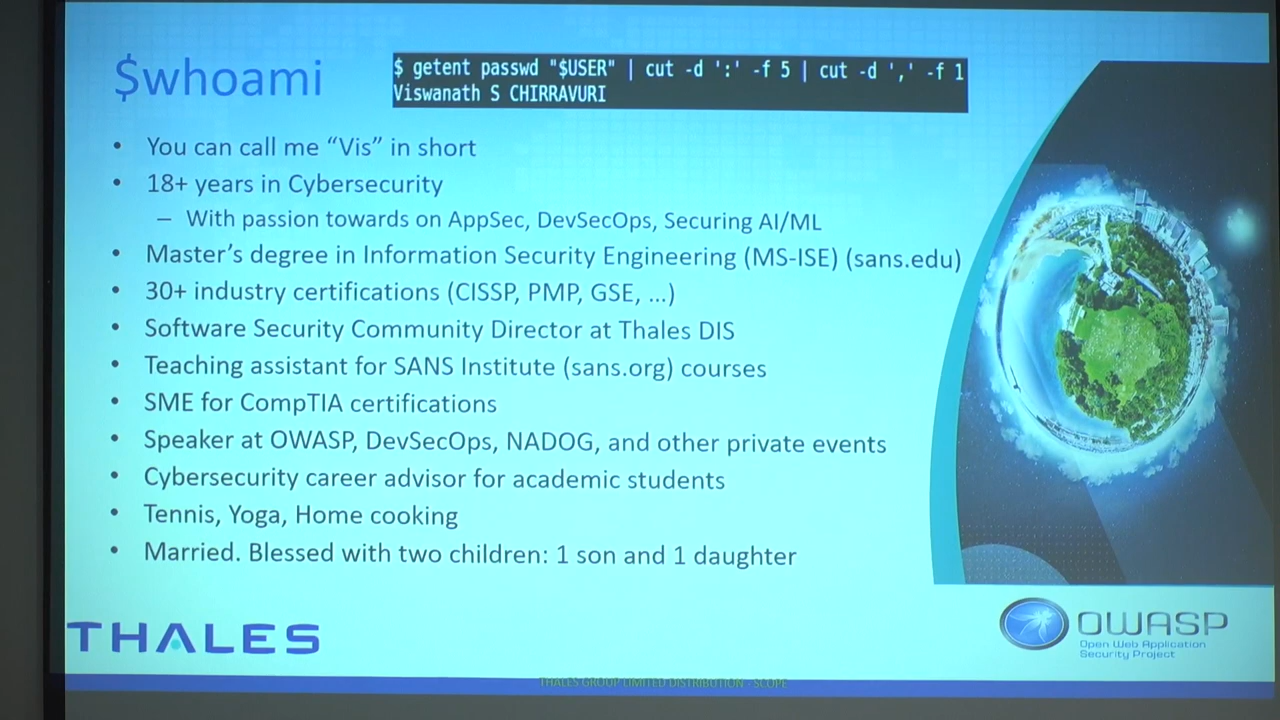 $whoami
$ getent passwd "$USER" | cut -d ':' -f 5 | cut -d ',' -f 1
Viswanath S CHIRRAVURI
• You can call me “Vis” in short
• 18+ years in Cybersecurity
– With passion towards on AppSec, DevSecOps, Securing AI/ML
• Master’s degree in Information Security Engineering (MS-ISE) (sans.edu)
• 30+ industry certifications (CISSP, PMP, GSE, ...)
• Software Security Community Director at Thales DIS
• Teaching assistant for SANS Institute (sans.org) courses
• SME for CompTIA certifications
• Speaker at OWASP, DevSecOps, NADOG, and other private events
• Cybersecurity career advisor for academic students
• Tennis, Yoga, Home cooking
• Married. Blessed with two children: 1 son and 1 daughter
THALES
OWASP
Open Web Application
Security Project
THALES GROUP LIMITED DISTRIBUTION - SCOPE